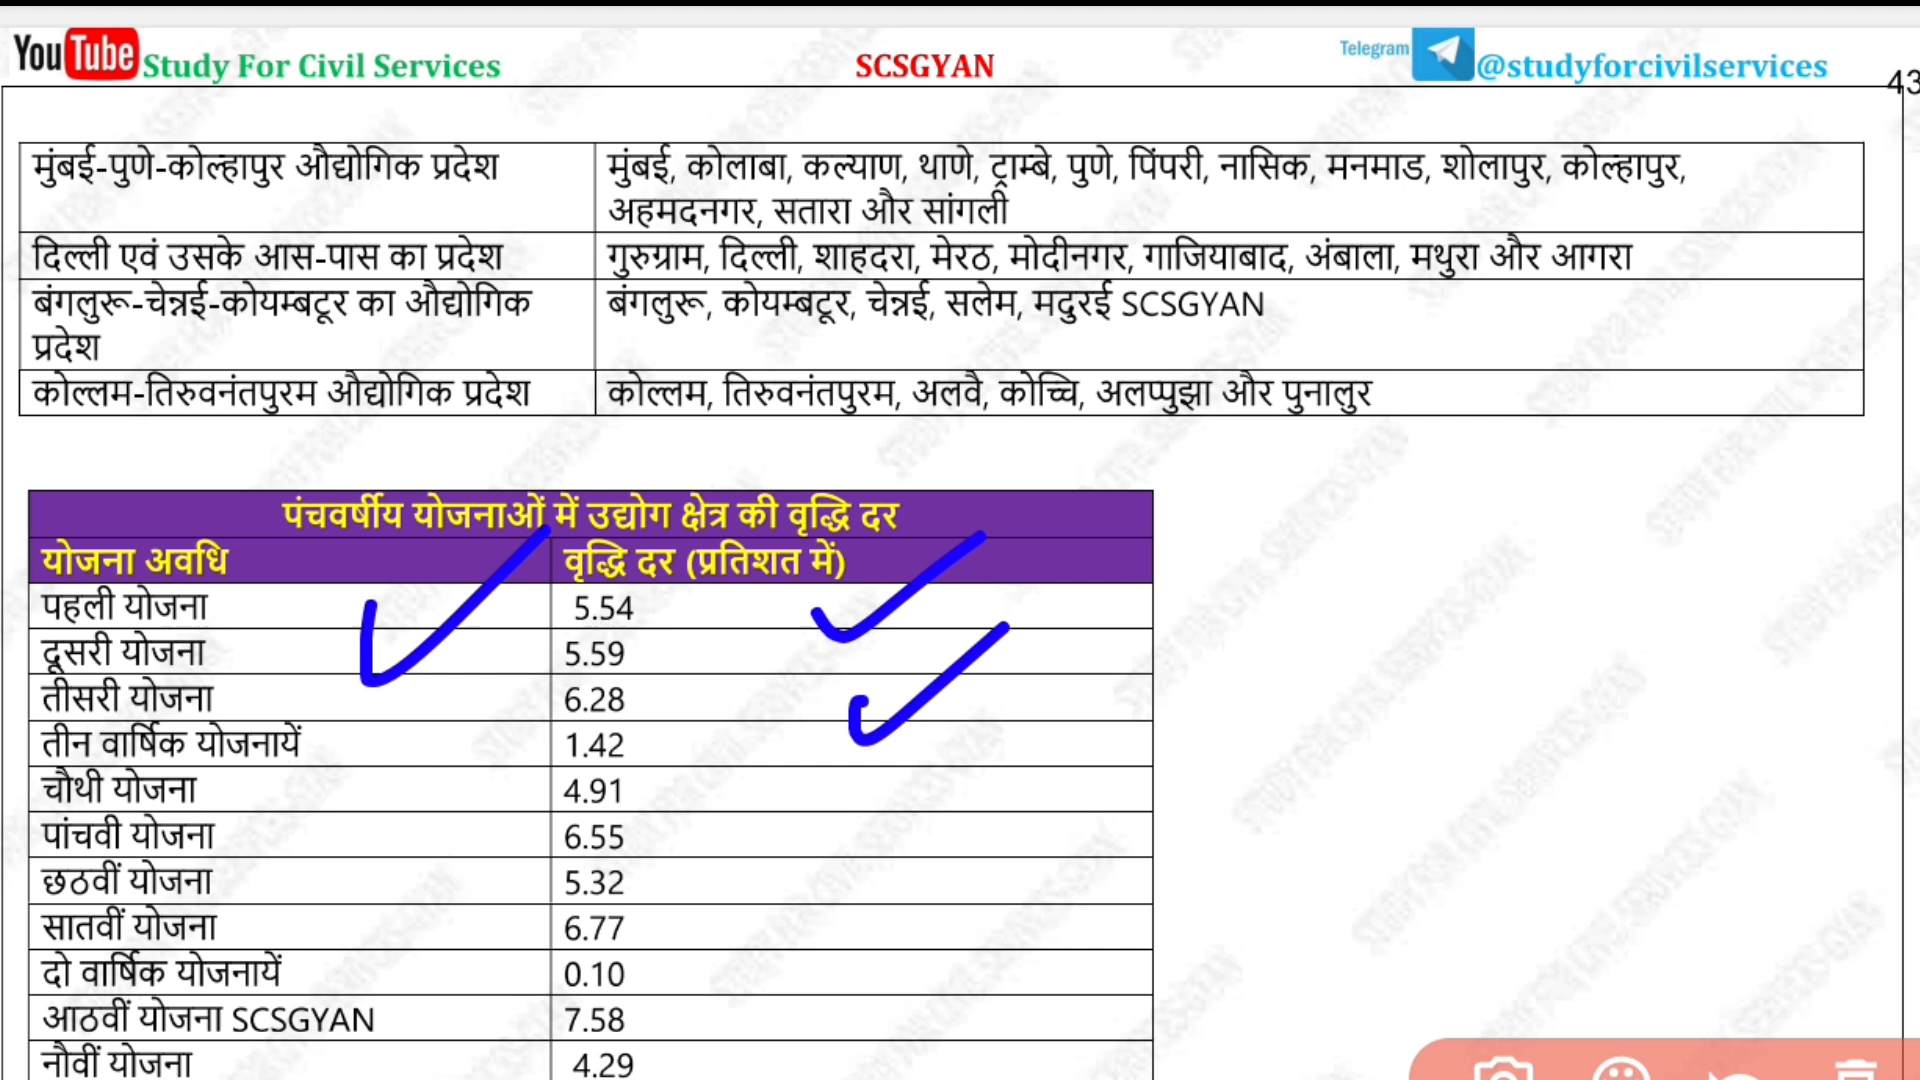 YouTube Study For Civil Services SCSGYAN Telegram @studyforcivilservices
43
मुंबई-पुणे-कोल्हापुर औद्योगिक प्रदेश मुंबई, कोलाबा, कल्याण, थाणे, ट्राम्बे, पुणे, पिंपरी, नासिक, मनमाड, शोलापुर, कोल्हापुर,
अहमदनगर, सतारा और सांगली
दिल्ली एवं उसके आस-पास का प्रदेश गुरुग्राम, दिल्ली, शाहदरा, मेरठ, मोदीनगर, गाजियाबाद, अंबाला, मथुरा और आगरा
बंगलुरू-चेन्नई-कोयम्बटूर का औद्योगिक बंगलुरू, कोयम्बटूर, चेन्नई, सलेम, मदुरई SCSGYAN
प्रदेश
कोल्लम-तिरुवनंतपुरम औद्योगिक प्रदेश कोल्लम, तिरुवनंतपुरम, अलवै, कोच्चि, अलप्पुझा और पुनालुर
पंचवर्षीय योजनाओं में उद्योग क्षेत्र की वृद्धि दर
योजना अवधि वृद्धि दर (प्रतिशत में)
पहली योजना 5.54
दूसरी योजना 5.59
तीसरी योजना 6.28
तीन वार्षिक योजनायें 1.42
चौथी योजना 4.91
पांचवी योजना 6.55
छठवीं योजना 5.32
सातवीं योजना 6.77
दो वार्षिक योजनायें 0.10
आठवीं योजना SCSGYAN 7.58
नौवीं योजना 4.29